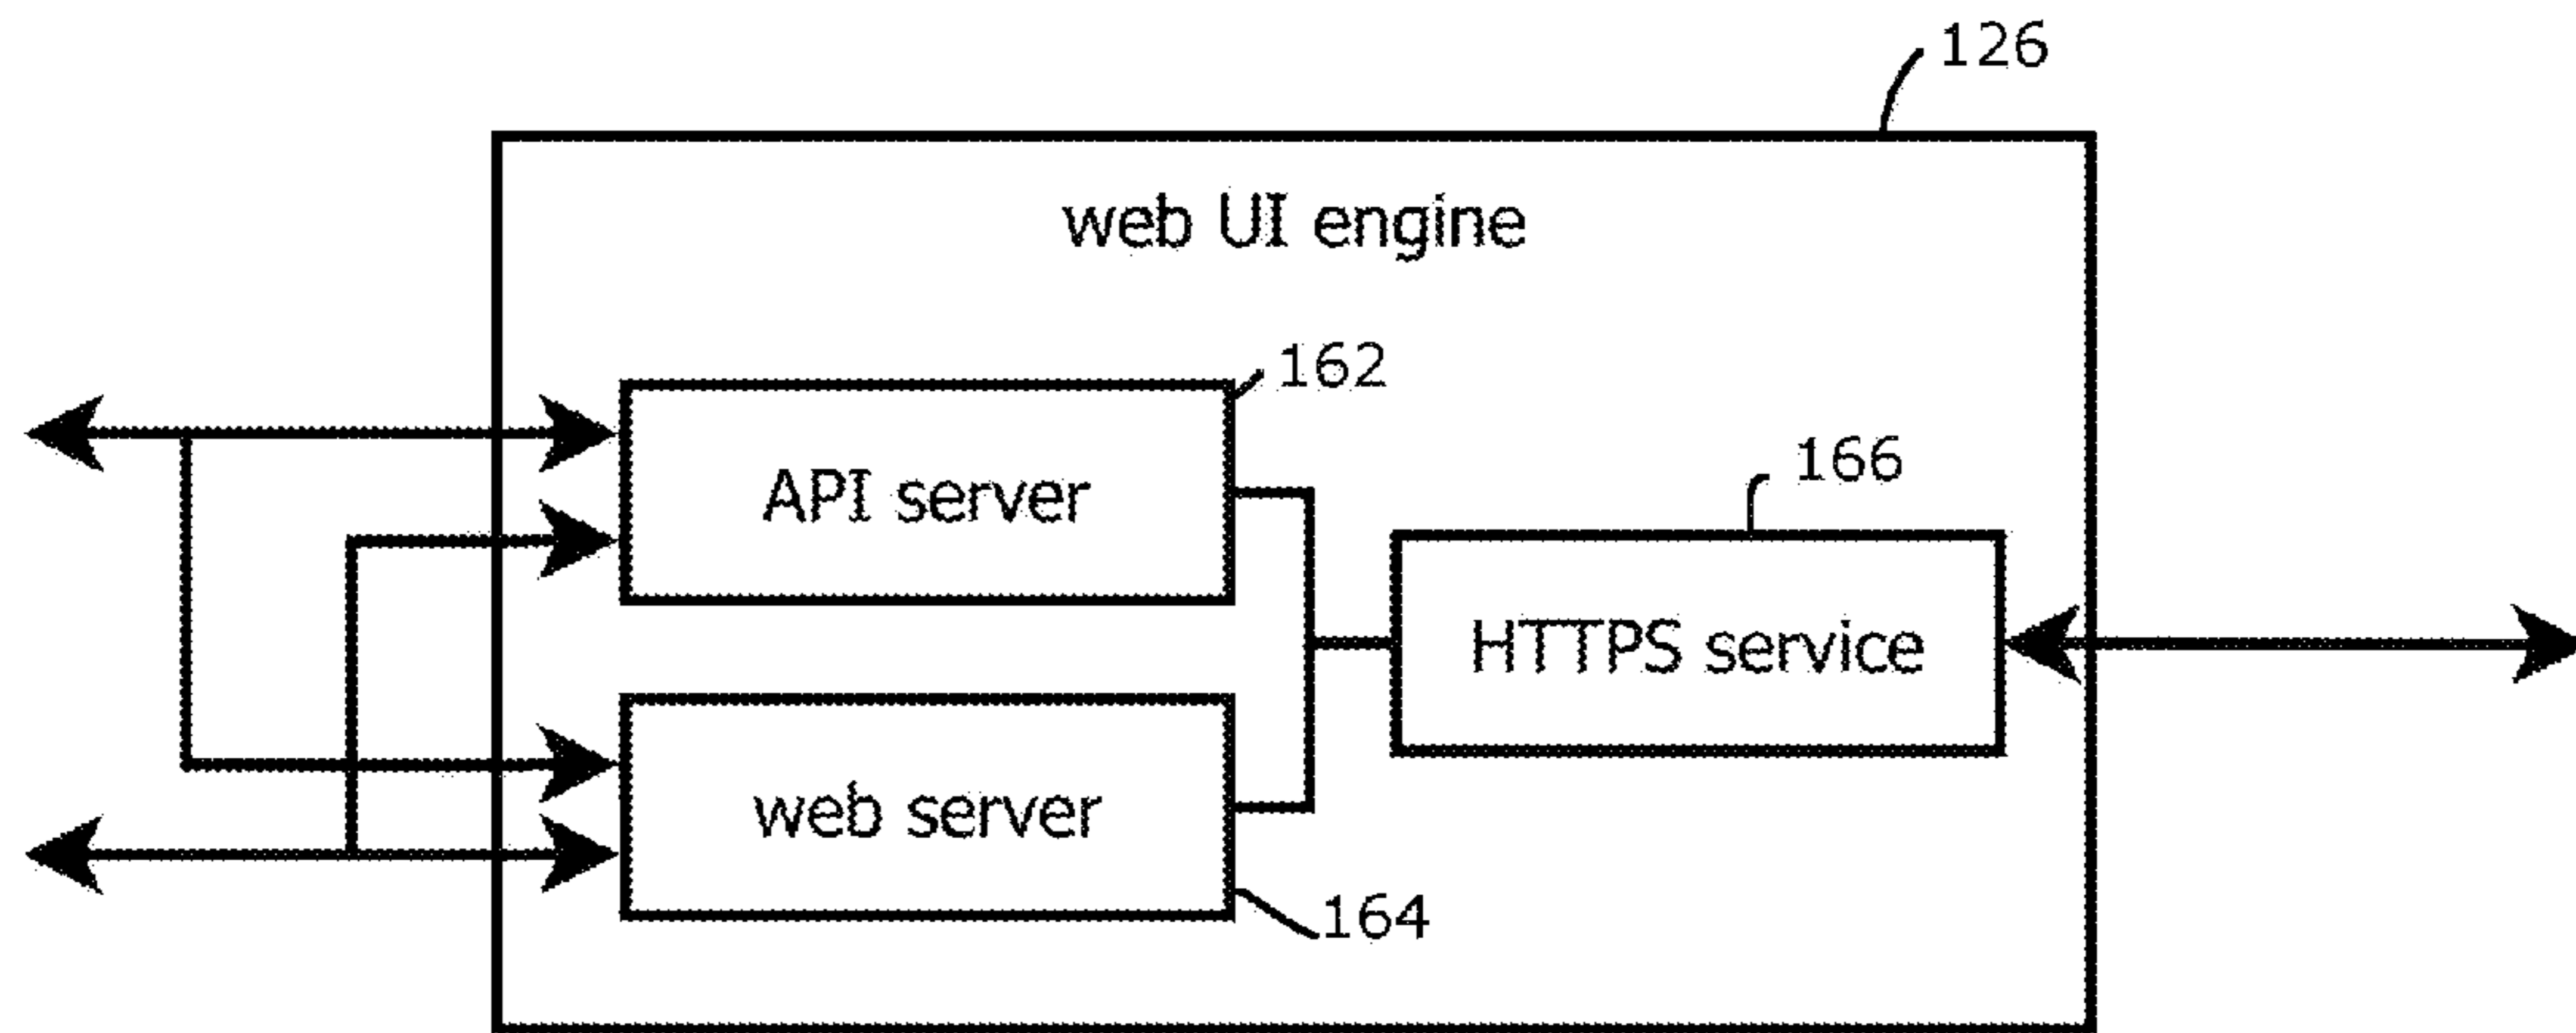 126
web UI engine
162
API server
166
HTTPS service
web server
164